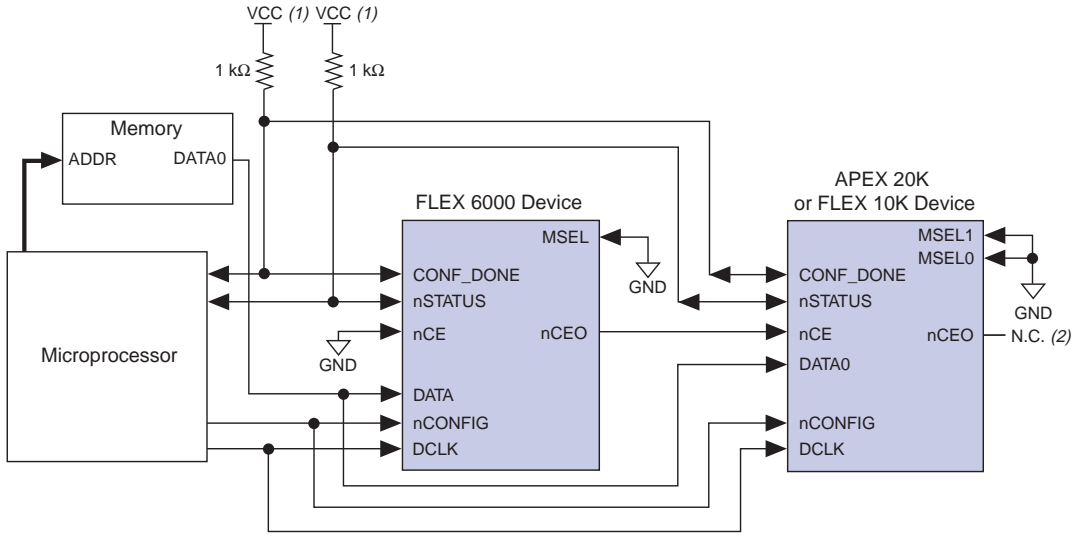 VCC (1)
VCC (1)
1 kΩ
1 kΩ
Memory
ADDR
DATA0
Microprocessor
FLEX 6000 Device
MSEL
GND
CONF_DONE
nSTATUS
nCE
nCEO
GND
DATA
nCONFIG
DCLK
APEX 20K
or FLEX 10K Device
MSEL1
MSEL0
GND
CONF_DONE
nSTATUS
nCE
nCEO
N.C. (2)
DATA0
nCONFIG
DCLK